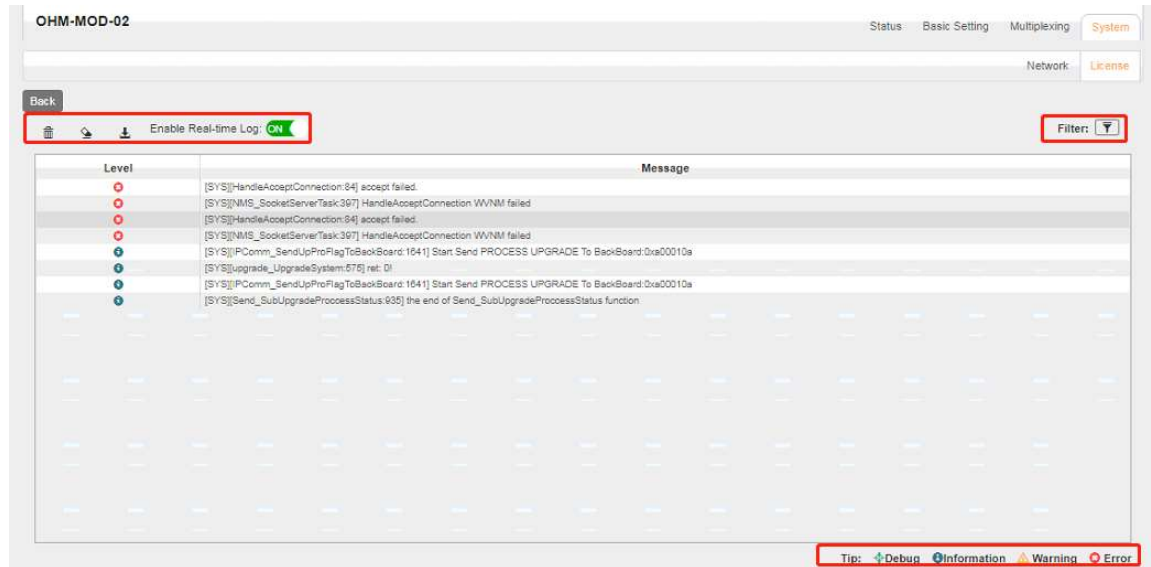 OHM-MOD-02
Status Basic Setting Multiplexing System
Network License
Back
Enable Real-time Log: ON
Filter:
Level Message
[SYS][HandleAcceptConnection:84] accept failed.
[SYS][NMS_SocketServerTask:397] HandleAcceptConnection WVNM failed
[SYS][HandleAcceptConnection:84] accept failed.
[SYS][NMS_SocketServerTask:397] HandleAcceptConnection WVNM failed
[SYS][IPComm_SendUpProFlagToBackBoard:1641] Start Send PROCESS UPGRADE To BackBoard:0xa00010a
[SYS][upgrade_UpgradeSystem:575] ret: 0!
[SYS][IPComm_SendUpProFlagToBackBoard:1641] Start Send PROCESS UPGRADE To BackBoard:0xa00010a
[SYS][Send_SubUpgradeProccessStatus:935] the end of Send_SubUpgradeProccessStatus function
Tip: Debug Information Warning Error